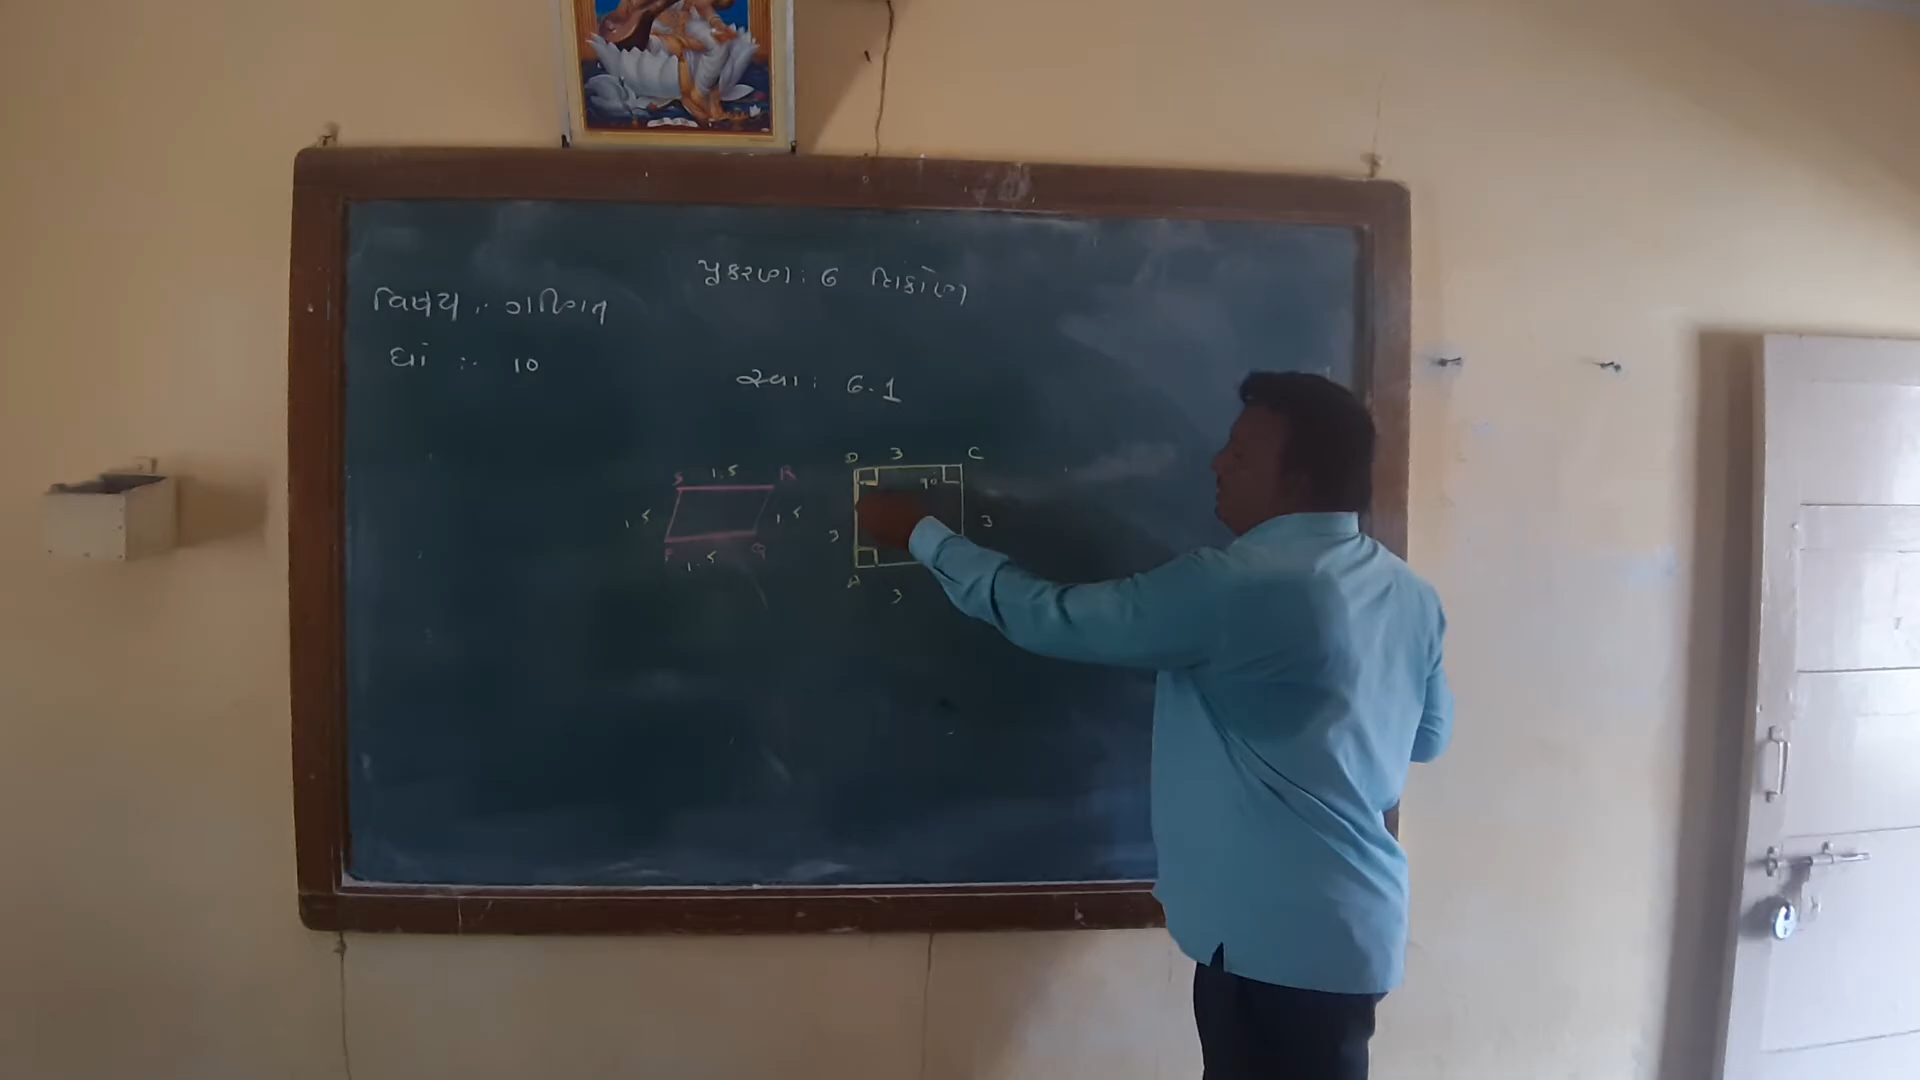 પ્રકરણ: 6 ત્રિકોણ
વિષય :- ગણિત
ધો :- 10
સ્વા: 6.1
S 1.5 R
1.5
1.5
P 1.5 Q
D 3 C
90°
3
3
A 3